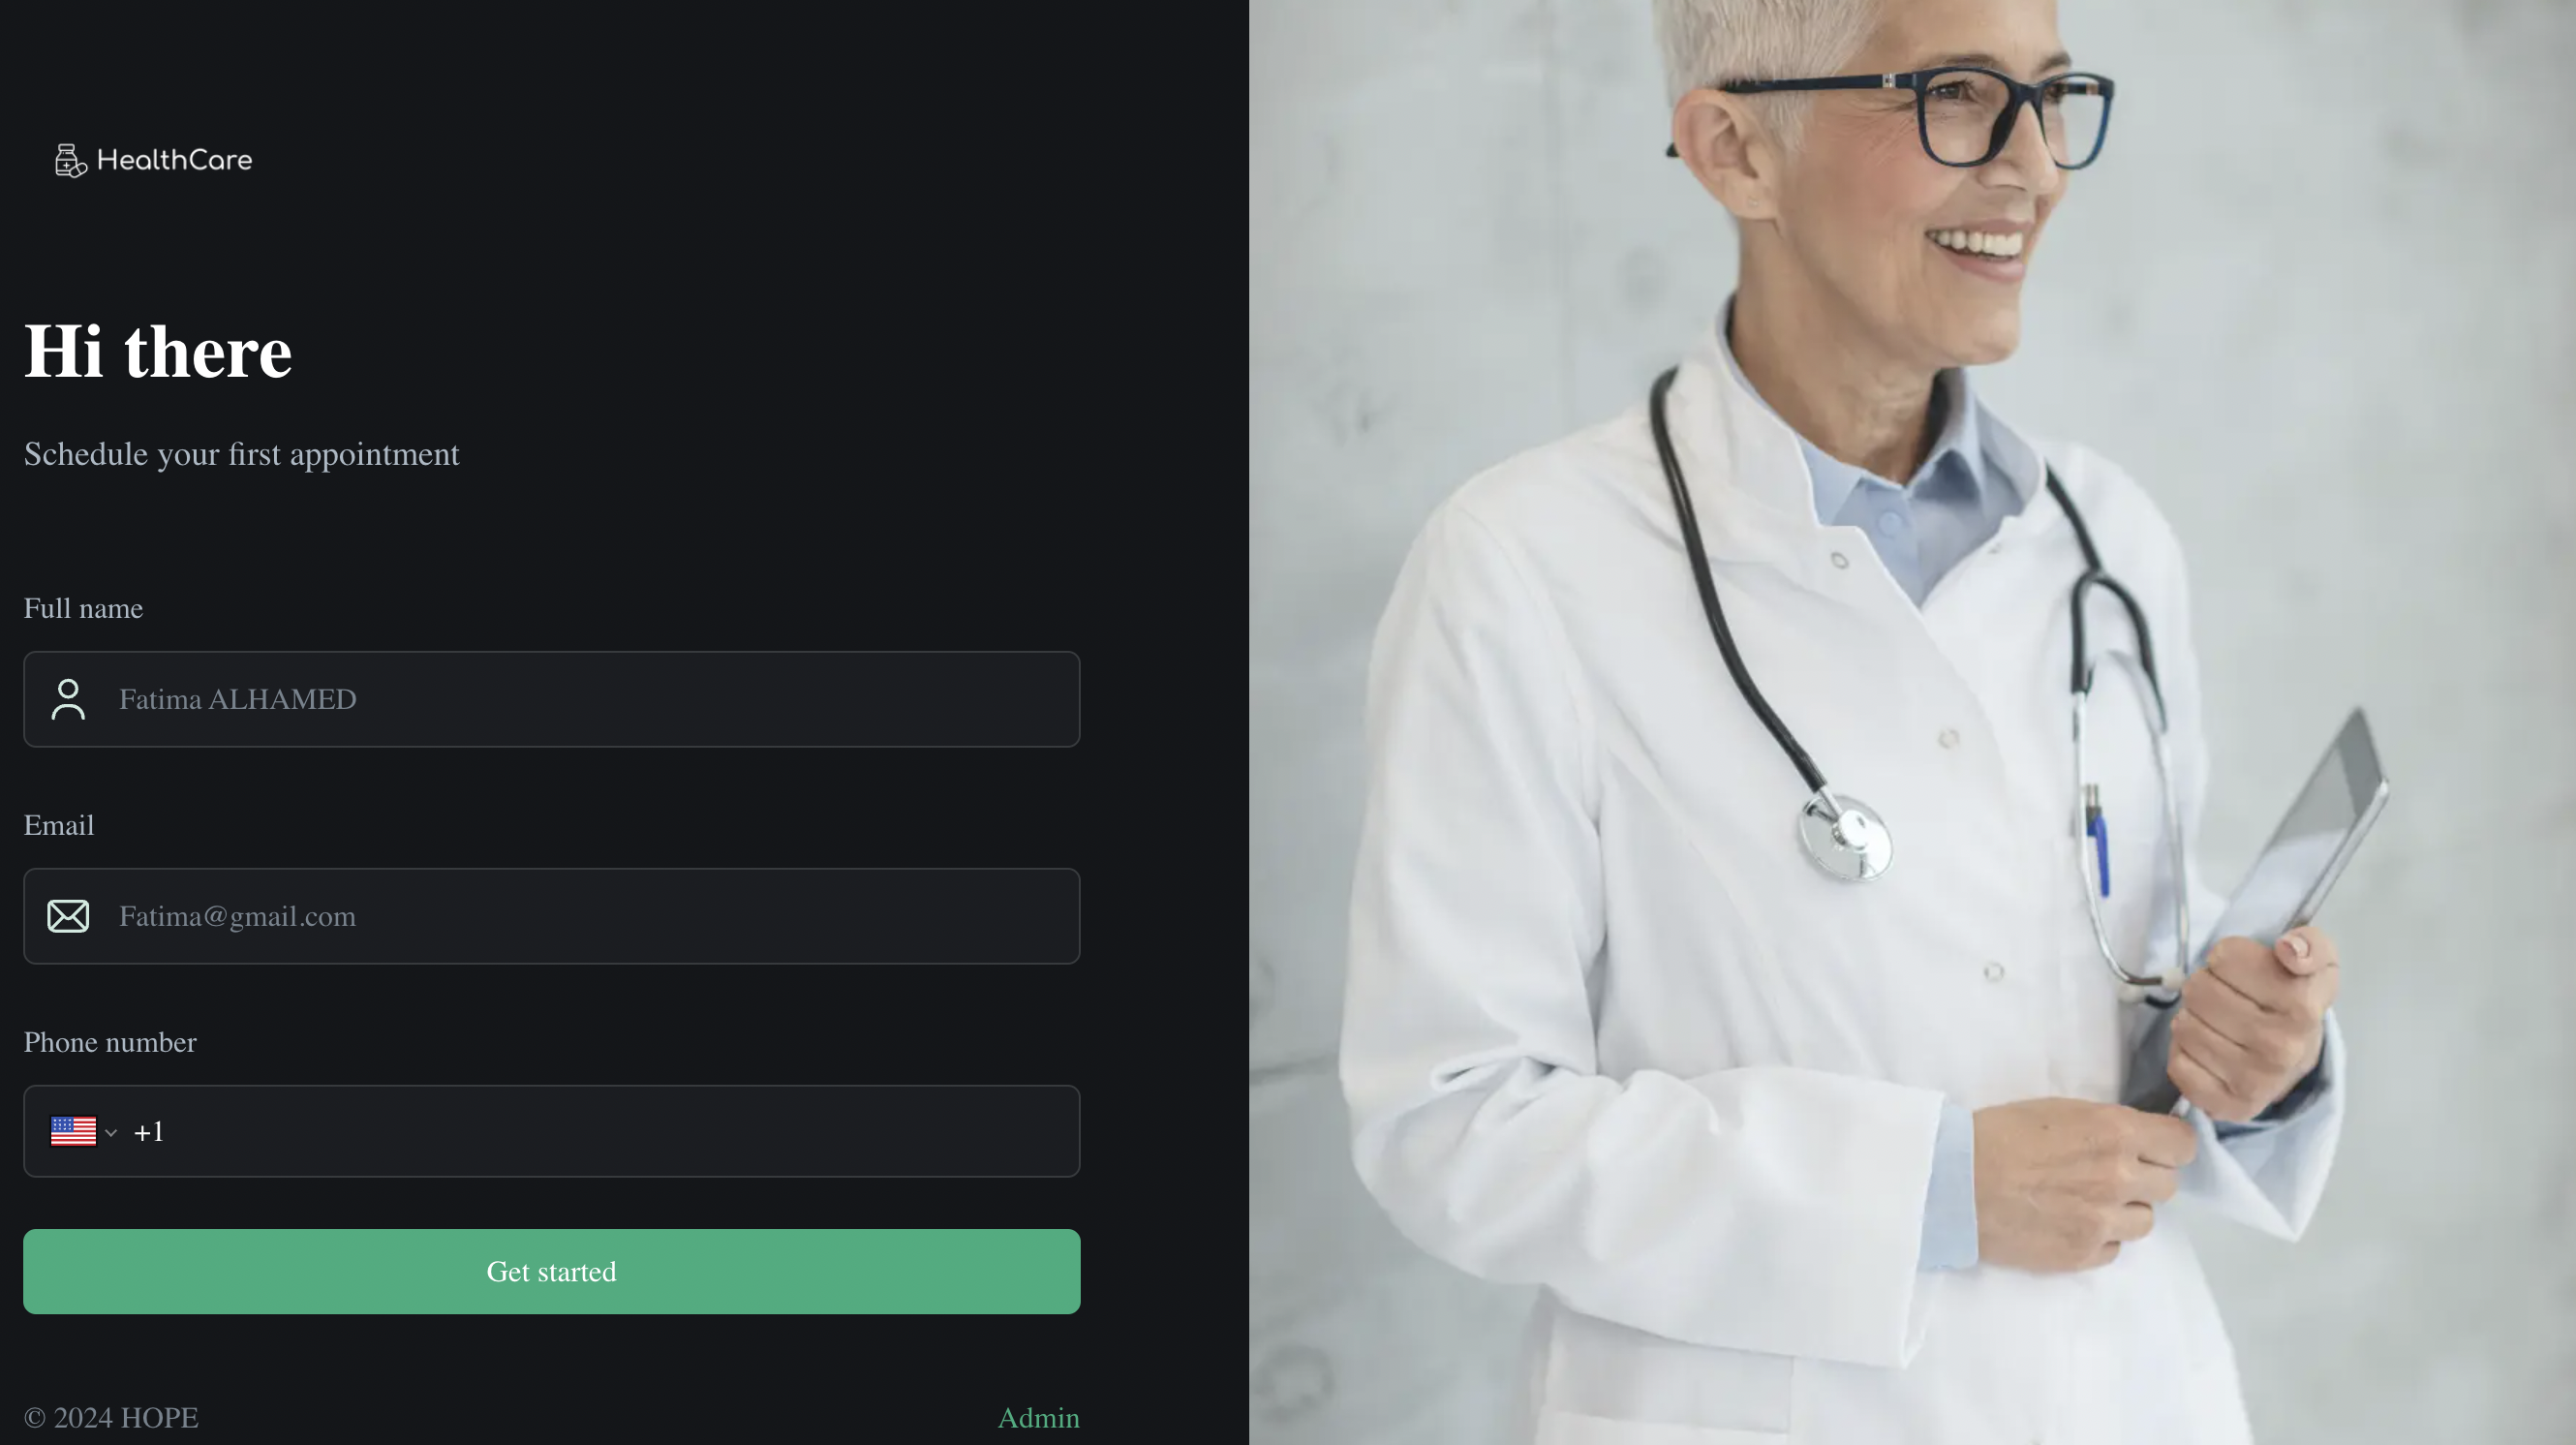 HealthCare
Hi there
Schedule your first appointment
Full name
Fatima ALHAMED
Email
Fatima@gmail.com
Phone number
+1
Get started
© 2024 HOPE
Admin